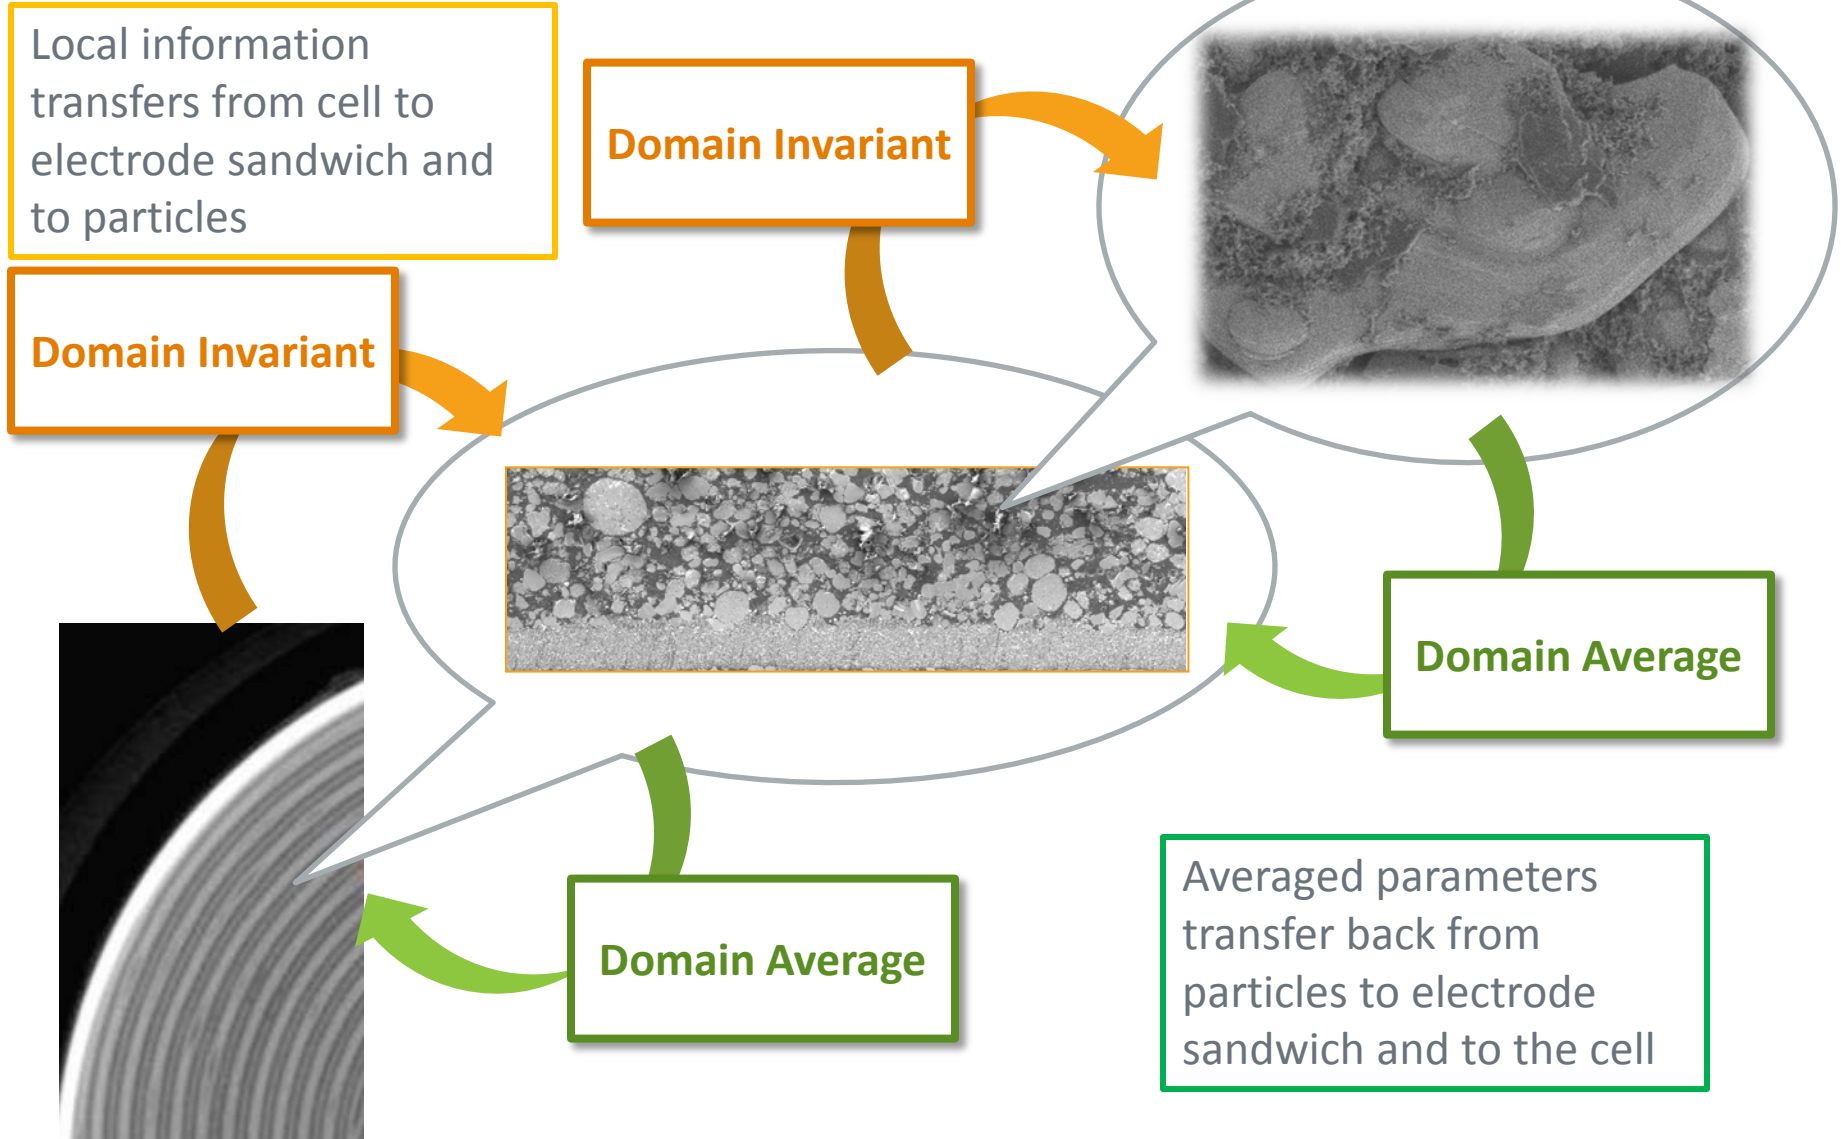 Local information
transfers from cell to
electrode sandwich and
to particles
Domain Invariant
Domain Invariant
Domain Average
Domain Average
Averaged parameters
transfer back from
particles to electrode
sandwich and to the cell